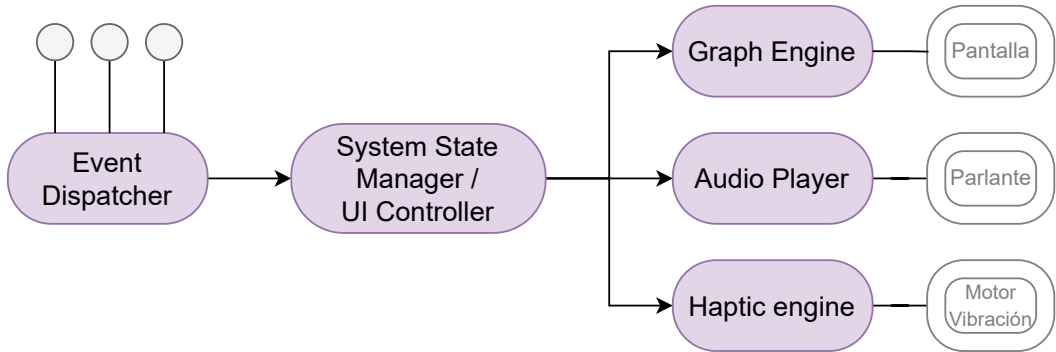 Event
Dispatcher
System State
Manager /
UI Controller
Graph Engine
Pantalla
Audio Player
Parlante
Haptic engine
Motor
Vibración